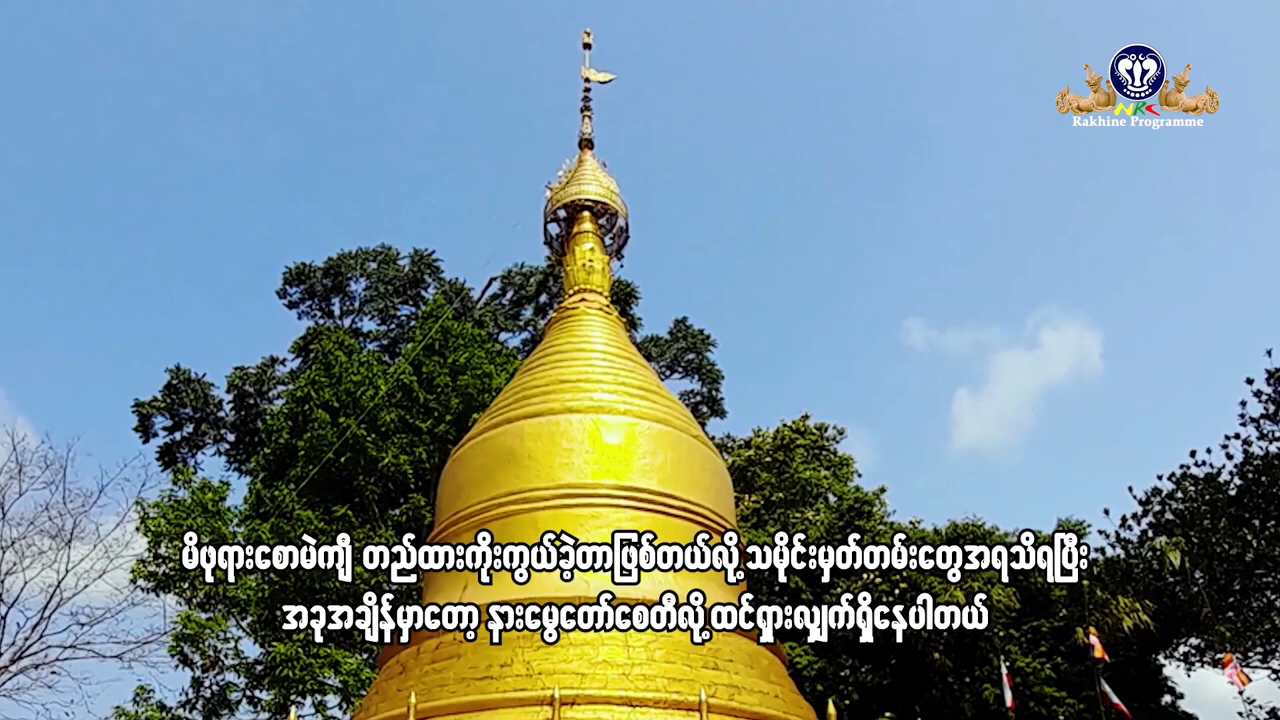 NRC
Rakhine Programme
မိဖုရားစောမဲကျီ တည်ထားကိုးကွယ်ခဲ့တာဖြစ်တယ်လို့ သမိုင်းမှတ်တမ်းတွေအရသိရပြီး
အခုအချိန်မှာတော့ နားမွေတော်စေတီလို့ ထင်ရှားလျှက်ရှိနေပါတယ်